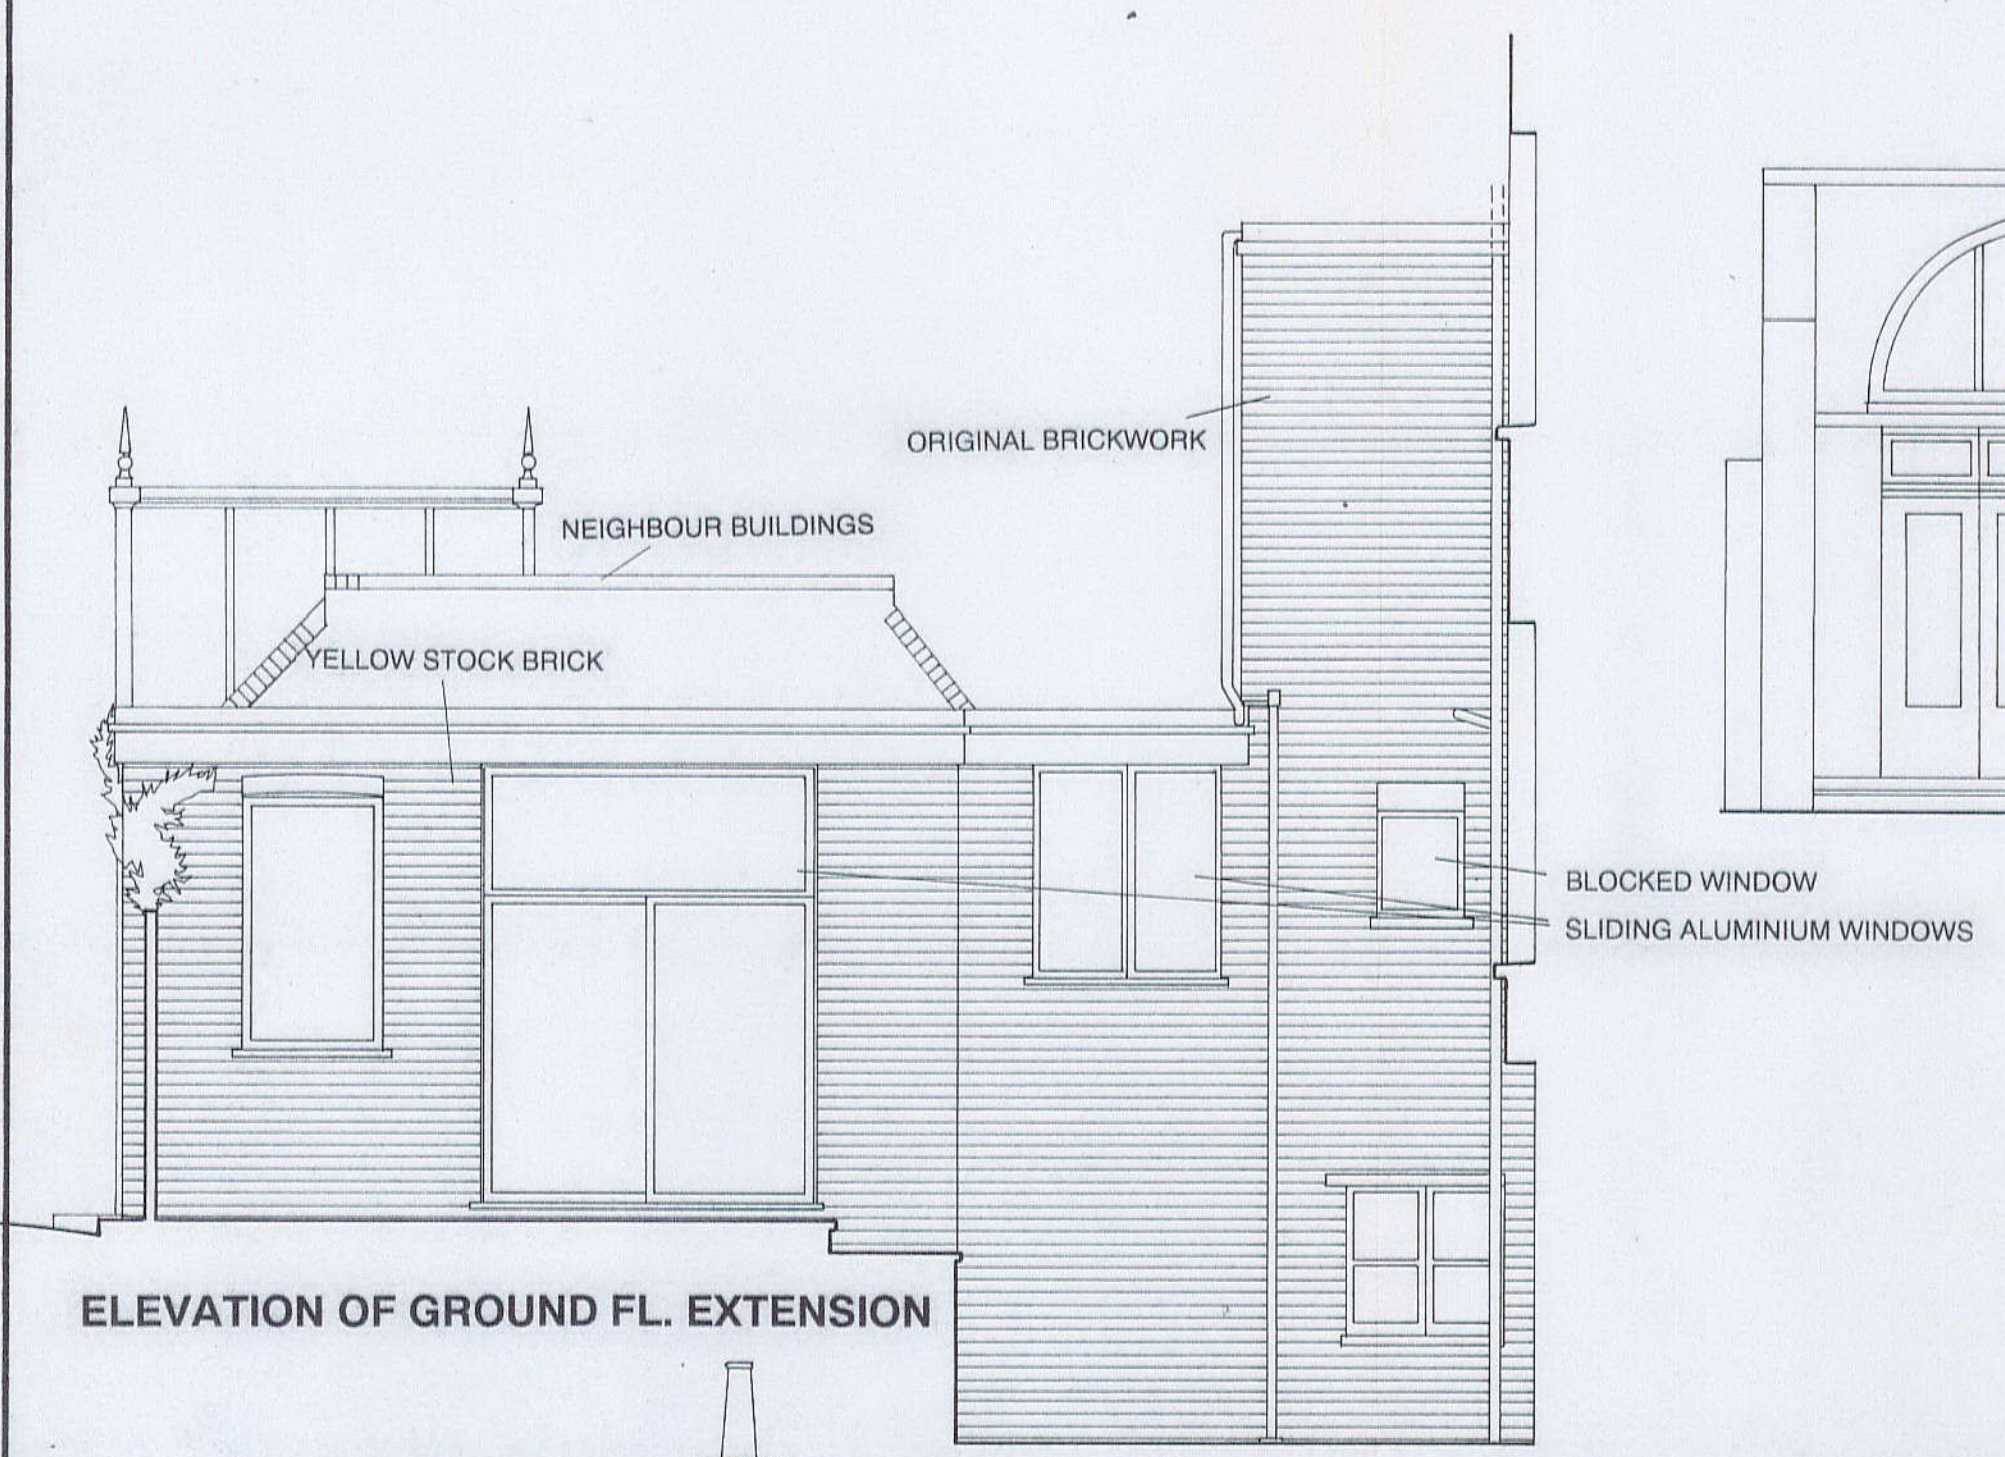 ORIGINAL BRICKWORK
NEIGHBOUR BUILDINGS
YELLOW STOCK BRICK
BLOCKED WINDOW
SLIDING ALUMINIUM WINDOWS
ELEVATION OF GROUND FL. EXTENSION